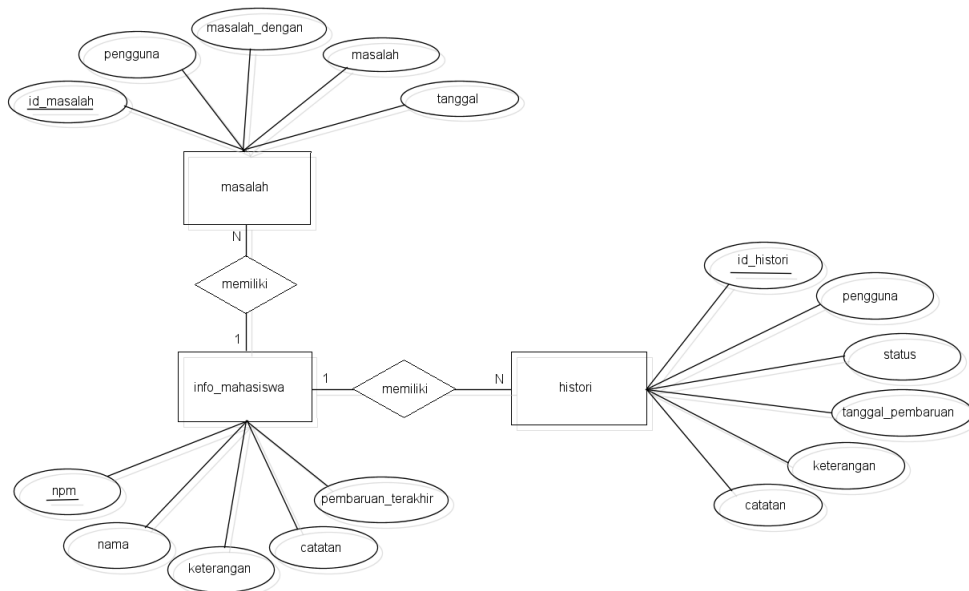 masalah_dengan
pengguna
masalah
id_masalah
tanggal
masalah
N
memiliki
1
info_mahasiswa
1
memiliki
N
histori
id_histori
pengguna
status
tanggal_pembaruan
keterangan
catatan
npm
nama
keterangan
catatan
pembaruan_terakhir